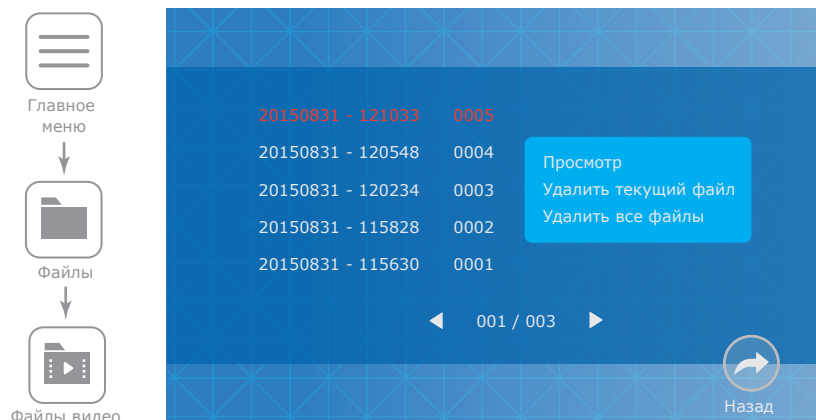 Главное
меню
Файлы
Файлы видео
20150831 - 121033 0005
20150831 - 120548 0004
20150831 - 120234 0003
20150831 - 115828 0002
20150831 - 115630 0001
Просмотр
Удалить текущий файл
Удалить все файлы
001 / 003
Назад